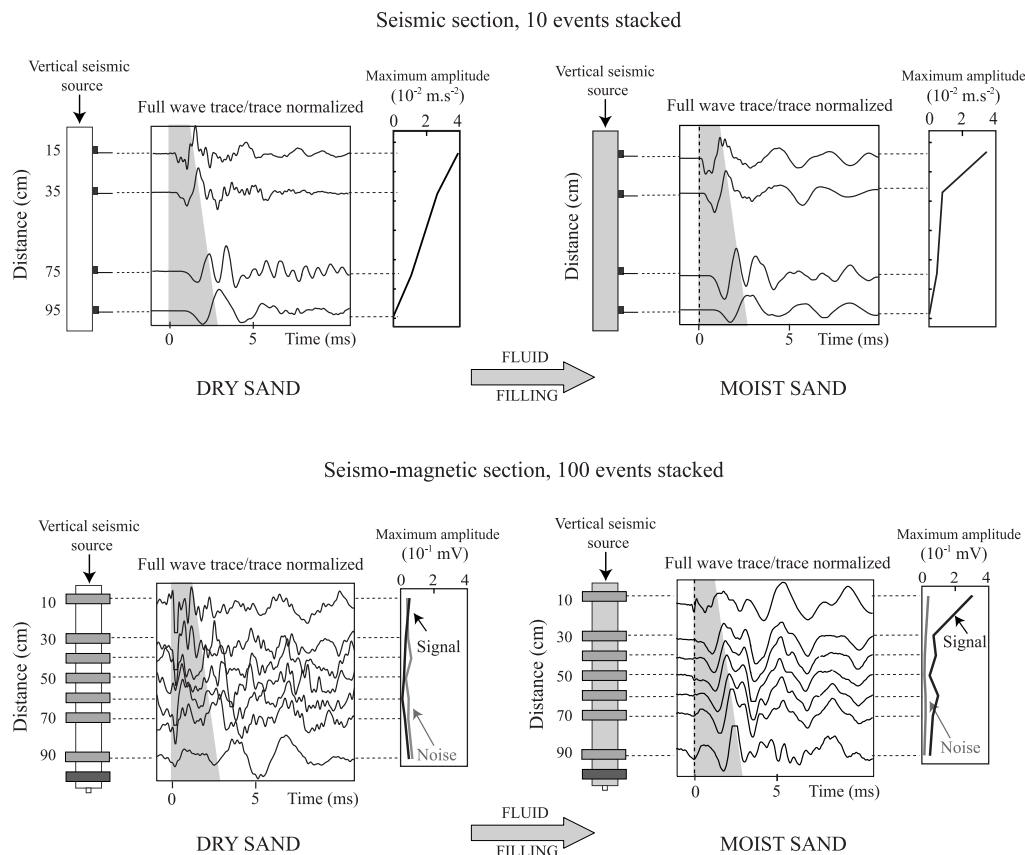 Seismic section, 10 events stacked
Vertical seismic
source
Full wave trace/trace normalized
Maximum amplitude
(10⁻² m.s⁻²)
0 2 4
Distance (cm)
15
35
75
95
0 5
Time (ms)
DRY SAND
FLUID
FILLING
Vertical seismic
source
Full wave trace/trace normalized
Maximum amplitude
(10⁻² m.s⁻²)
0 2 4
Distance (cm)
0 5
Time (ms)
MOIST SAND
Seismo-magnetic section, 100 events stacked
Vertical seismic
source
Full wave trace/trace normalized
Maximum amplitude
(10⁻¹ mV)
0 2 4
Distance (cm)
10
30
50
70
90
Signal
Noise
0 5
Time (ms)
DRY SAND
FLUID
FILLING
Vertical seismic
source
Full wave trace/trace normalized
Maximum amplitude
(10⁻¹ mV)
0 2 4
Distance (cm)
10
30
50
70
90
Signal
Noise
0 5
Time (ms)
MOIST SAND